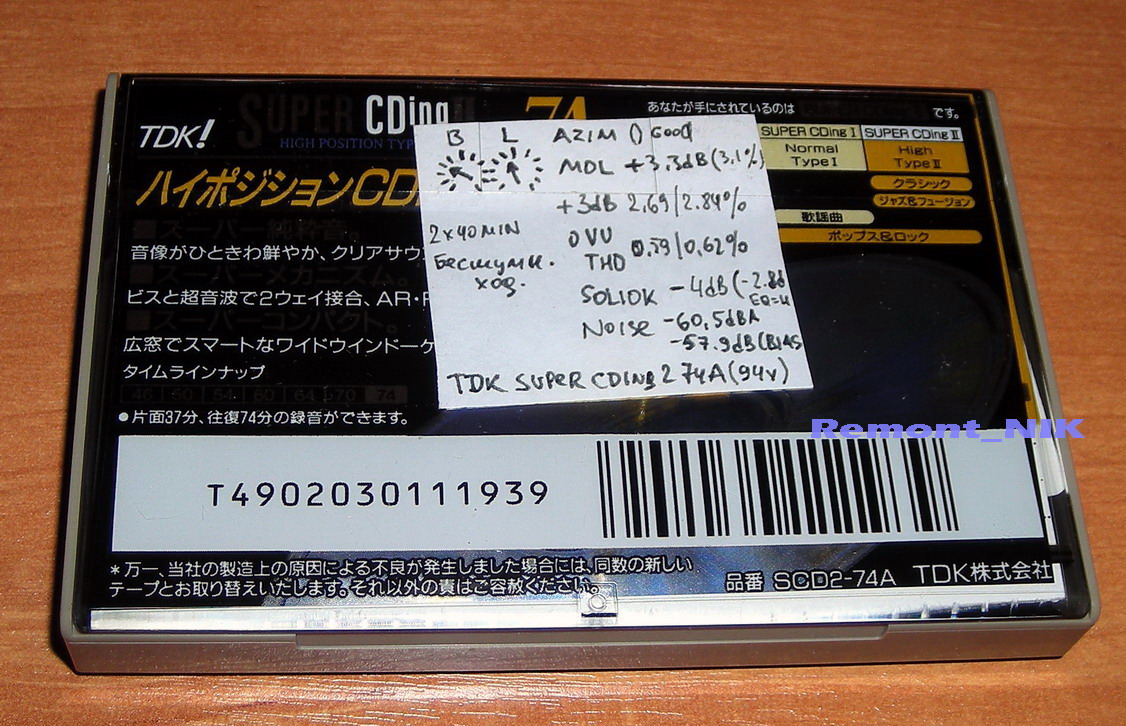 SUPER CDing II 74
HIGH POSITION TYP
TDK!
ハイポジションCD
■スーパー純粋音。
音像がひときわ鮮やか、クリアサウ
■スーパーメカニズム。
ビスと超音波で2ウェイ接合、AR・
■スーパーコンパクト。
広窓でスマートなワイドウインドーケ
タイムラインナップ
46 50 54 60 64 70 74
●片面37分、往復74分の録音ができます。
あなたが手にされているのは です。
SUPER CDing I SUPER CDing II
Normal Type I
High Type II
クラシック
ジャズ&フュージョン
歌謡曲
ポップス&ロック
B L AZIM () GOOD
MOL +3,3dB (3,1%)
+3dB 2,69/2.84%
2×40MIN
0VU THD 0,59/0,62%
Бесшумн. ход.
SOL10K -4dB (-2.8d
EQ=4
NOISE -60,5dBA
-57.9dB (BIAS
TDK SUPER CDING 2 74A (94y)
Remont_NIK
T4902030111939
*万一、当社の製造上の原因による不良が発生しました場合には、同数の新しい
テープとお取り替えいたします。それ以外の責はご容赦ください。
品番 SCD2-74A TDK株式会社